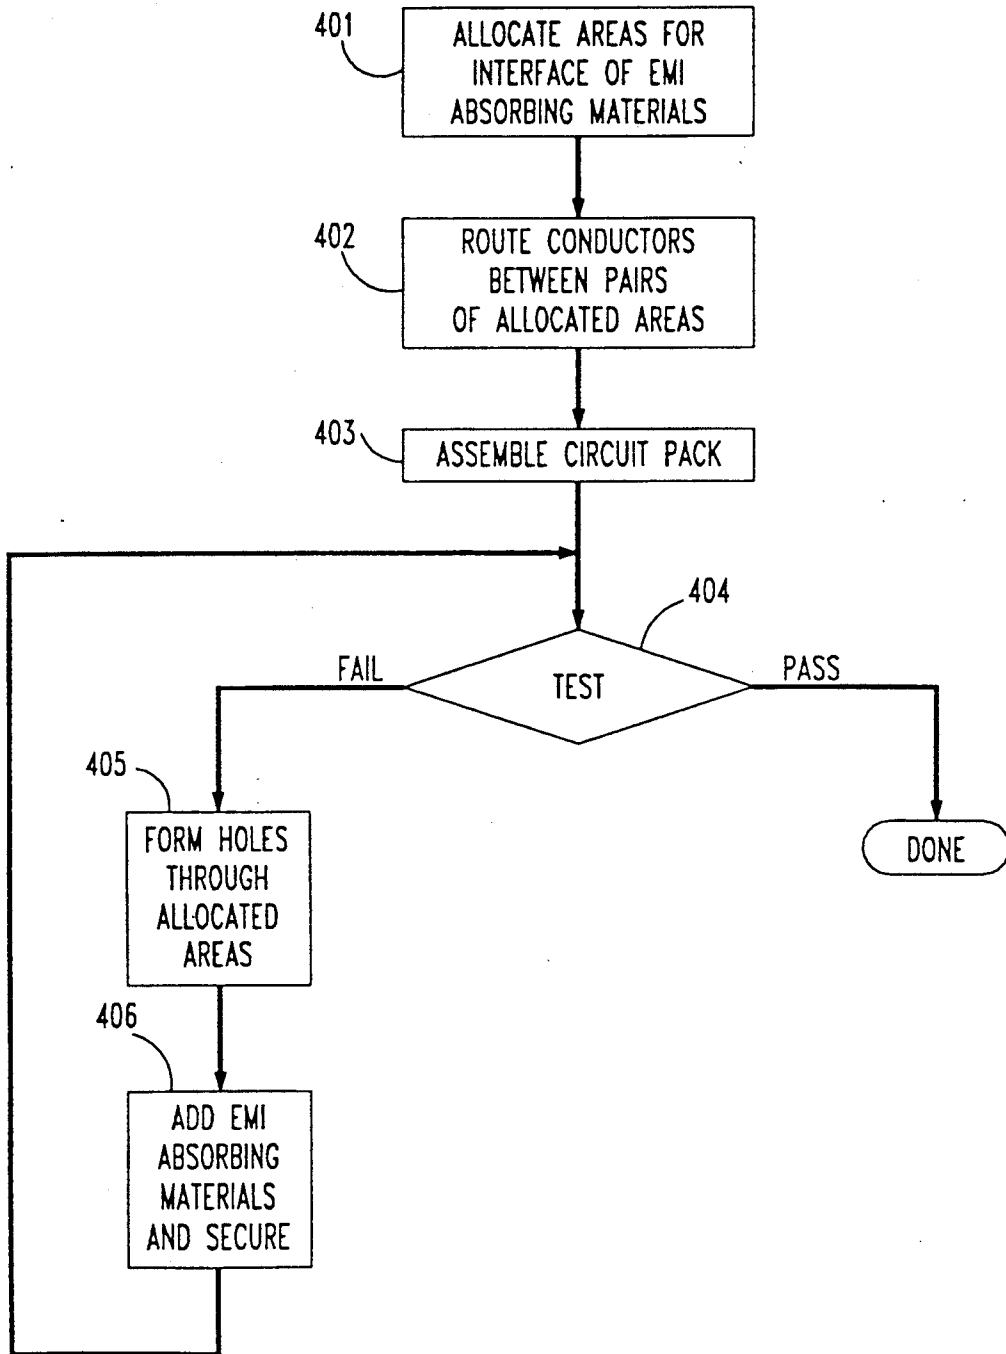 401
ALLOCATE AREAS FOR
INTERFACE OF EMI
ABSORBING MATERIALS
402
ROUTE CONDUCTORS
BETWEEN PAIRS
OF ALLOCATED AREAS
403
ASSEMBLE CIRCUIT PACK
404
FAIL
TEST
PASS
405
FORM HOLES
THROUGH
ALLOCATED
AREAS
DONE
406
ADD EMI
ABSORBING
MATERIALS
AND SECURE